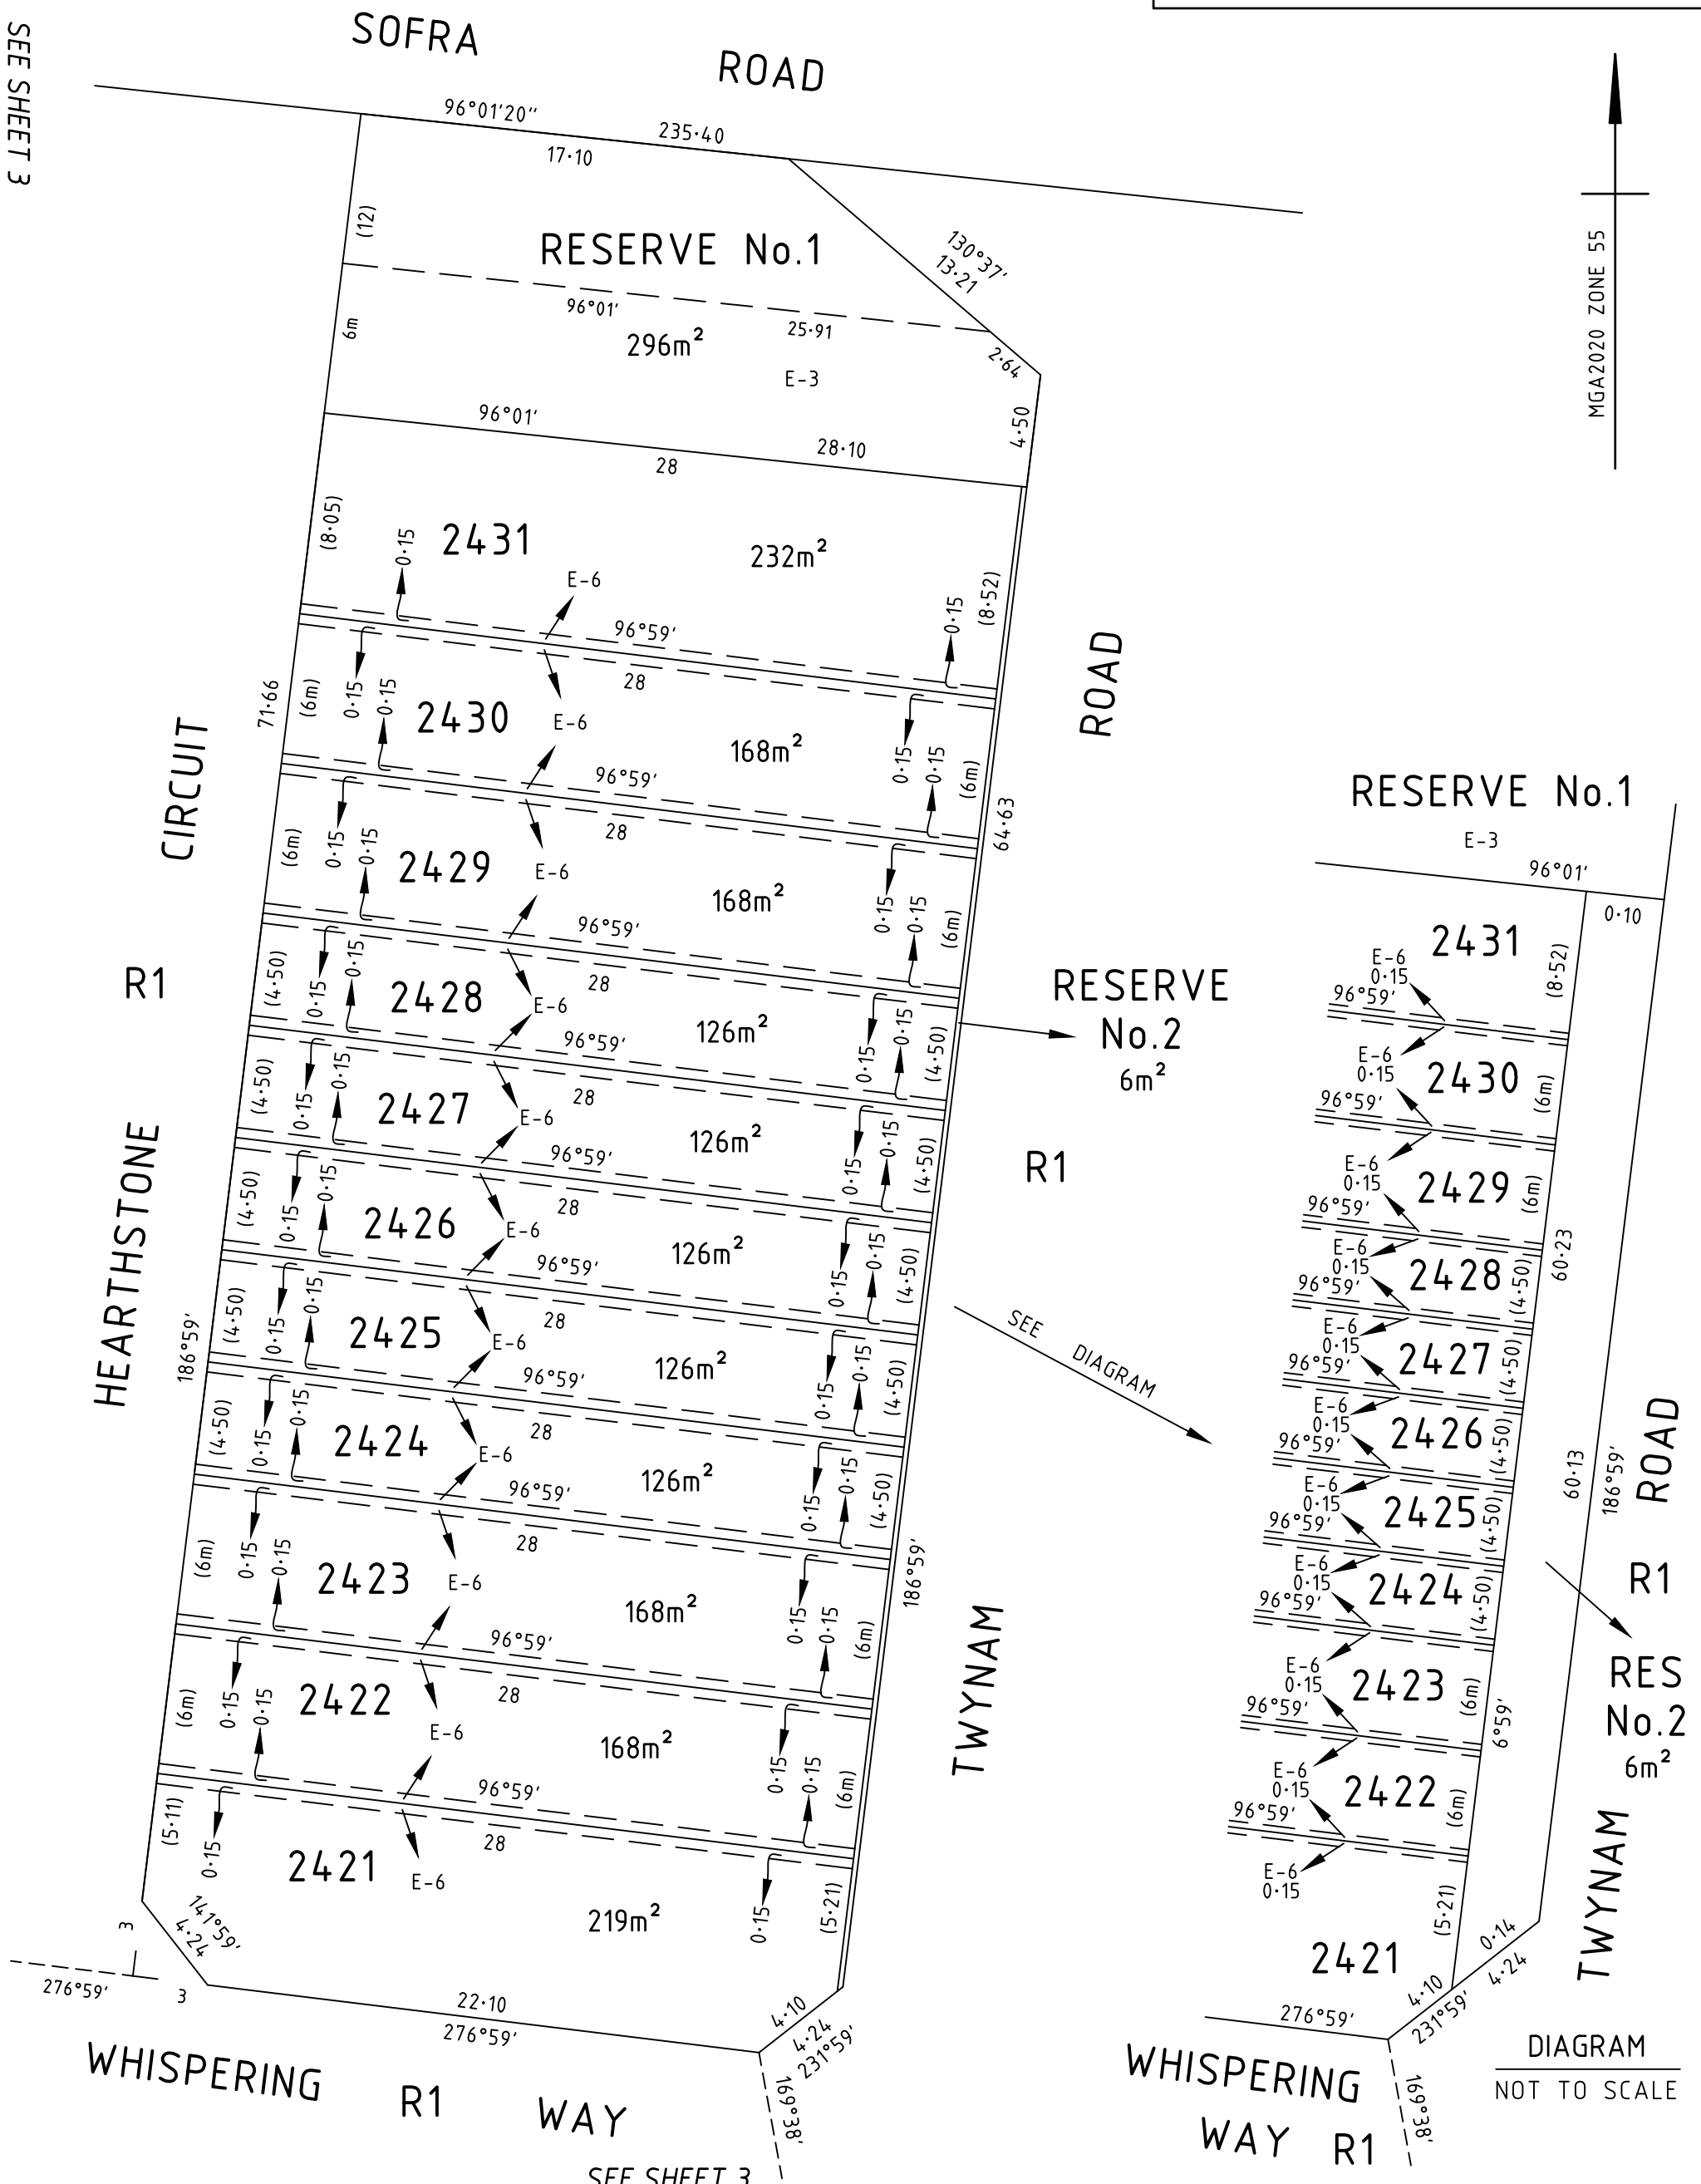 SEE SHEET 3
SOFRA ROAD
96°01'20"
235·40
17·10
(12)
RESERVE No.1
130°37'
13·21
96°01'
25·91
6m
296m²
E-3
2·64
4·50
96°01'
28·10
28
MGA2020 ZONE 55
(8·05)
2431
232m²
0·15
E-6
0·15
(8·52)
96°59'
28
71·66
(6m)
0·15
0·15
2430
E-6
168m²
0·15
0·15
(6m)
96°59'
28
64·63
(6m)
0·15
0·15
2429
E-6
168m²
0·15
0·15
(6m)
96°59'
28
(4·50)
0·15
0·15
2428
E-6
126m²
0·15
0·15
(4·50)
96°59'
28
(4·50)
0·15
0·15
2427
E-6
126m²
0·15
0·15
(4·50)
96°59'
28
(4·50)
0·15
0·15
2426
E-6
126m²
0·15
0·15
(4·50)
96°59'
28
(4·50)
0·15
0·15
2425
E-6
126m²
0·15
0·15
(4·50)
96°59'
28
(4·50)
0·15
0·15
2424
E-6
126m²
0·15
0·15
(4·50)
96°59'
28
(6m)
0·15
0·15
2423
E-6
168m²
0·15
0·15
(6m)
96°59'
28
(6m)
0·15
0·15
2422
E-6
168m²
0·15
0·15
(6m)
96°59'
28
(5·11)
0·15
2421
E-6
219m²
0·15
(5·21)
141°59'
4·24
3
3
276°59'
22·10
276°59'
4·10
4·24
231°59'
169°38'
186°59'
186°59'
HEARTHSTONE CIRCUIT
R1
TWYNAM ROAD
R1
RESERVE
No.2
6m²
SEE DIAGRAM
WHISPERING R1 WAY
SEE SHEET 3
RESERVE No.1
E-3
96°01'
0·10
2431
(8·52)
E-6
0·15
96°59'
E-6
0·15
2430
(6m)
96°59'
E-6
0·15
2429
(6m)
96°59'
E-6
0·15
2428
(4·50)
96°59'
E-6
0·15
2427
(4·50)
96°59'
E-6
0·15
2426
(4·50)
96°59'
E-6
0·15
2425
(4·50)
96°59'
E-6
0·15
2424
(4·50)
96°59'
E-6
0·15
2423
(6m)
96°59'
E-6
0·15
2422
(6m)
96°59'
E-6
0·15
2421
(5·21)
60·23
60·13
186°59'
6°59'
0·14
4·10
4·24
231°59'
276°59'
169°38'
TWYNAM ROAD
R1
RES
No.2
6m²
WHISPERING
WAY R1
DIAGRAM
NOT TO SCALE